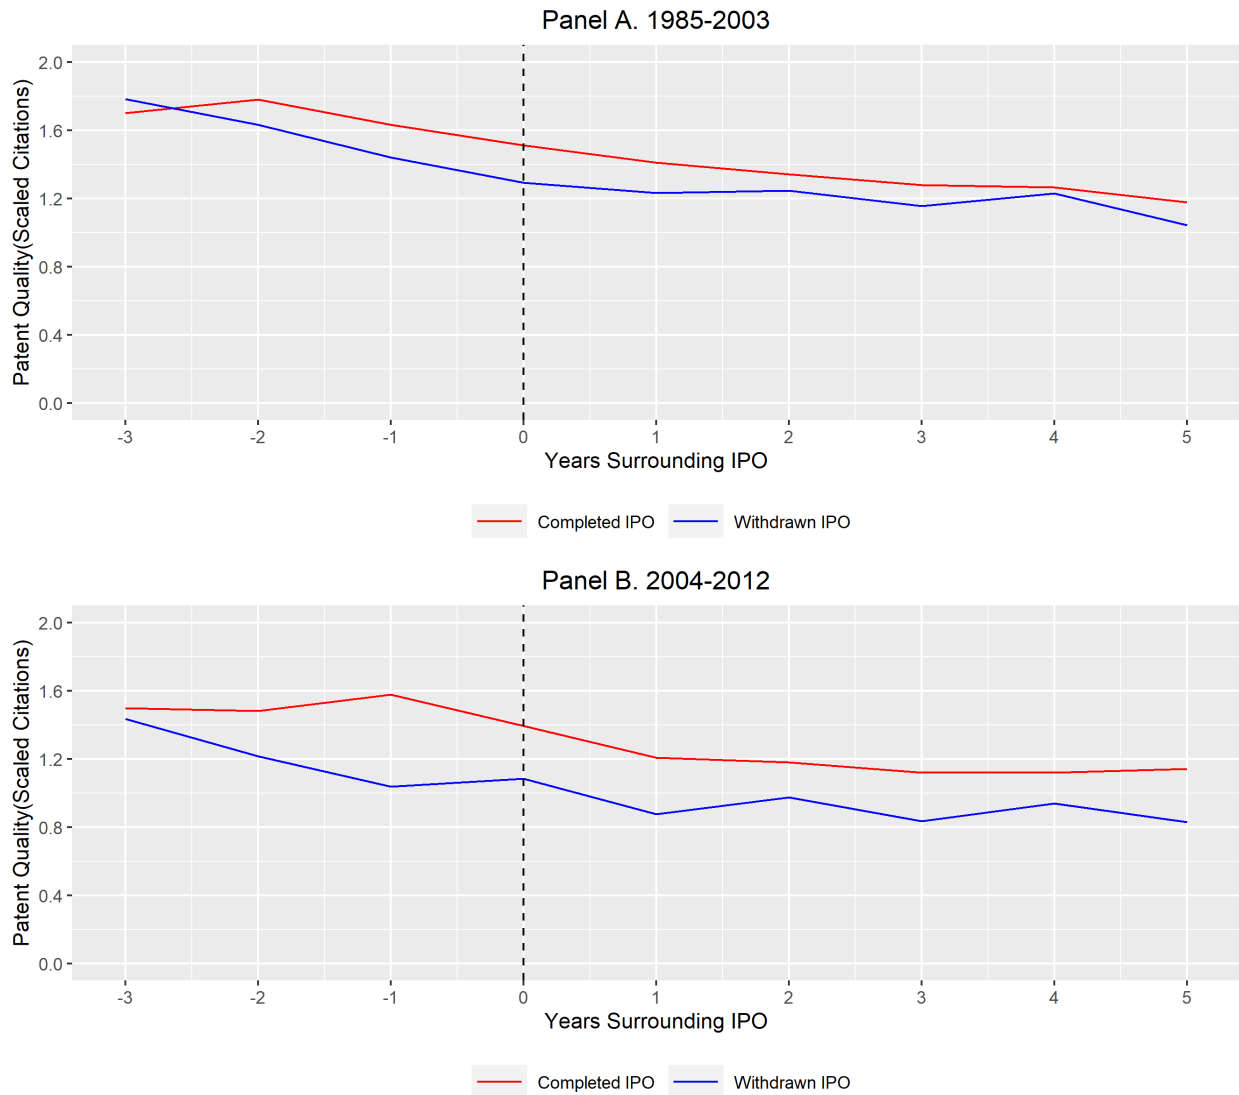 Panel A. 1985-2003
Patent Quality(Scaled Citations)
2.0
1.6
1.2
0.8
0.4
0.0
-3 -2 -1 0 1 2 3 4 5
Years Surrounding IPO
Completed IPO Withdrawn IPO
Panel B. 2004-2012
Patent Quality(Scaled Citations)
2.0
1.6
1.2
0.8
0.4
0.0
-3 -2 -1 0 1 2 3 4 5
Years Surrounding IPO
Completed IPO Withdrawn IPO